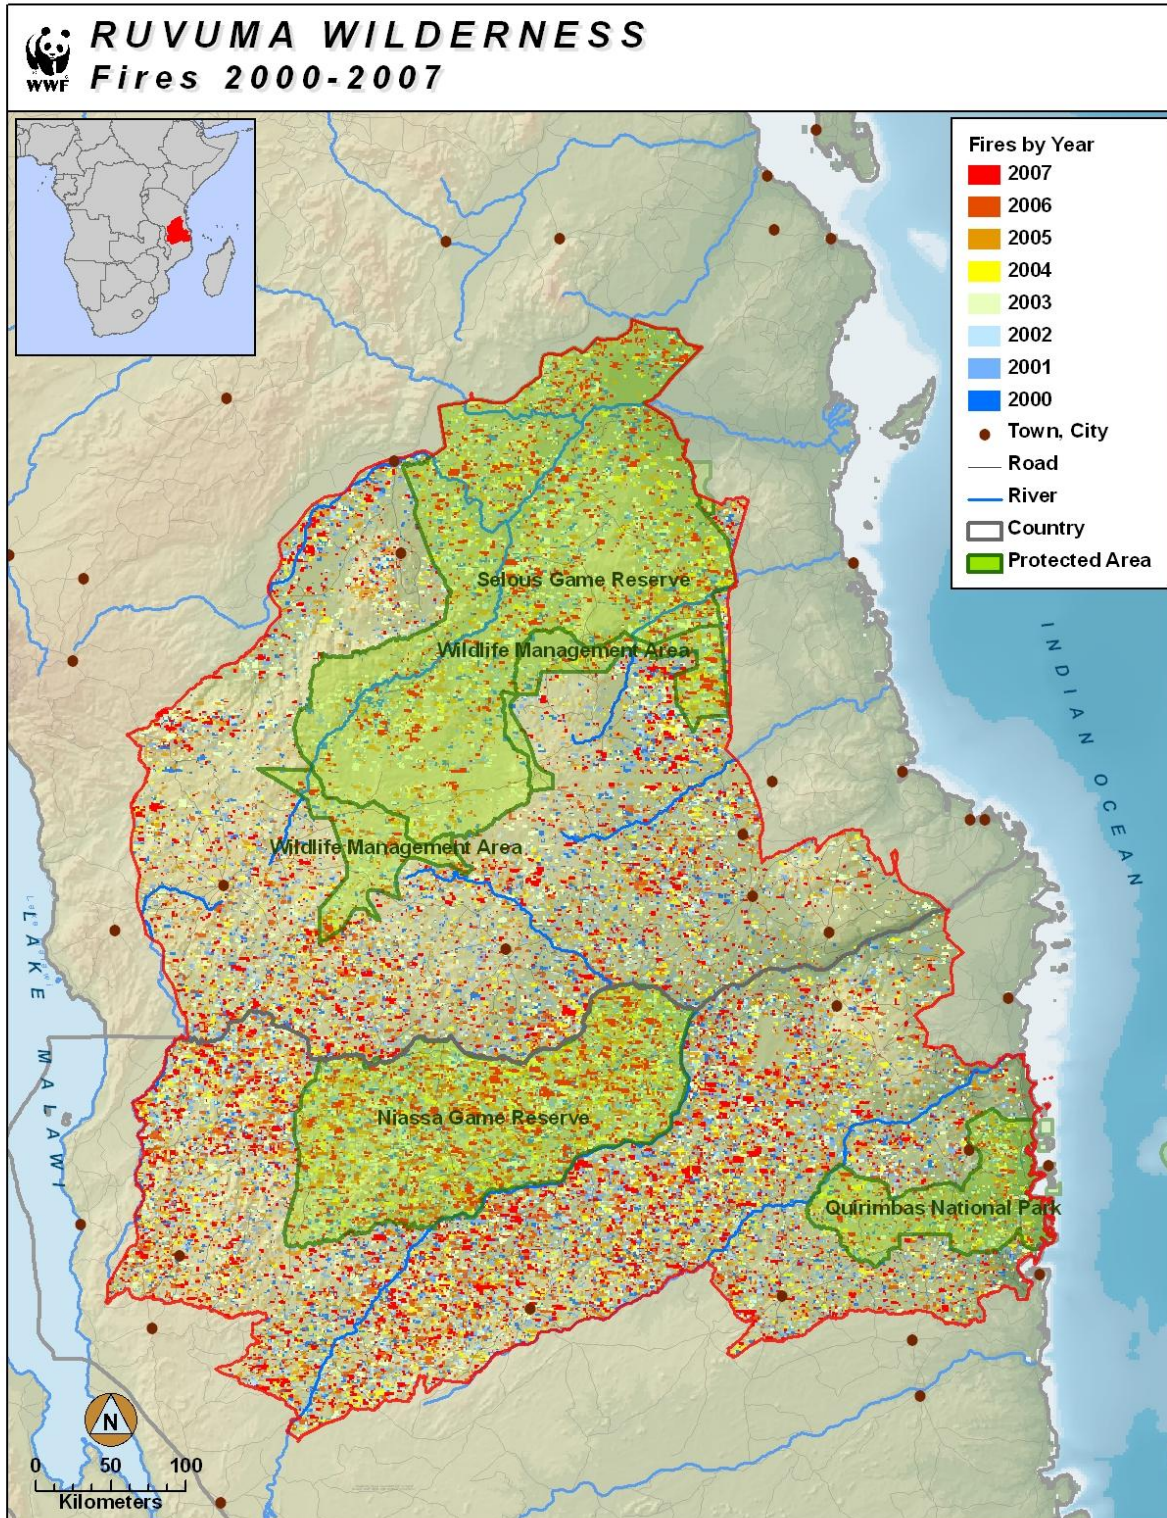 RUVUMA WILDERNESS
Fires 2000-2007
WWF
Fires by Year
2007
2006
2005
2004
2003
2002
2001
2000
Town, City
Road
River
Country
Protected Area
Selous Game Reserve
Wildlife Management Area
Wildlife Management Area
Niassa Game Reserve
Quirimbas National Park
INDIAN OCEAN
LAKE MALAWI
N
0 50 100
Kilometers